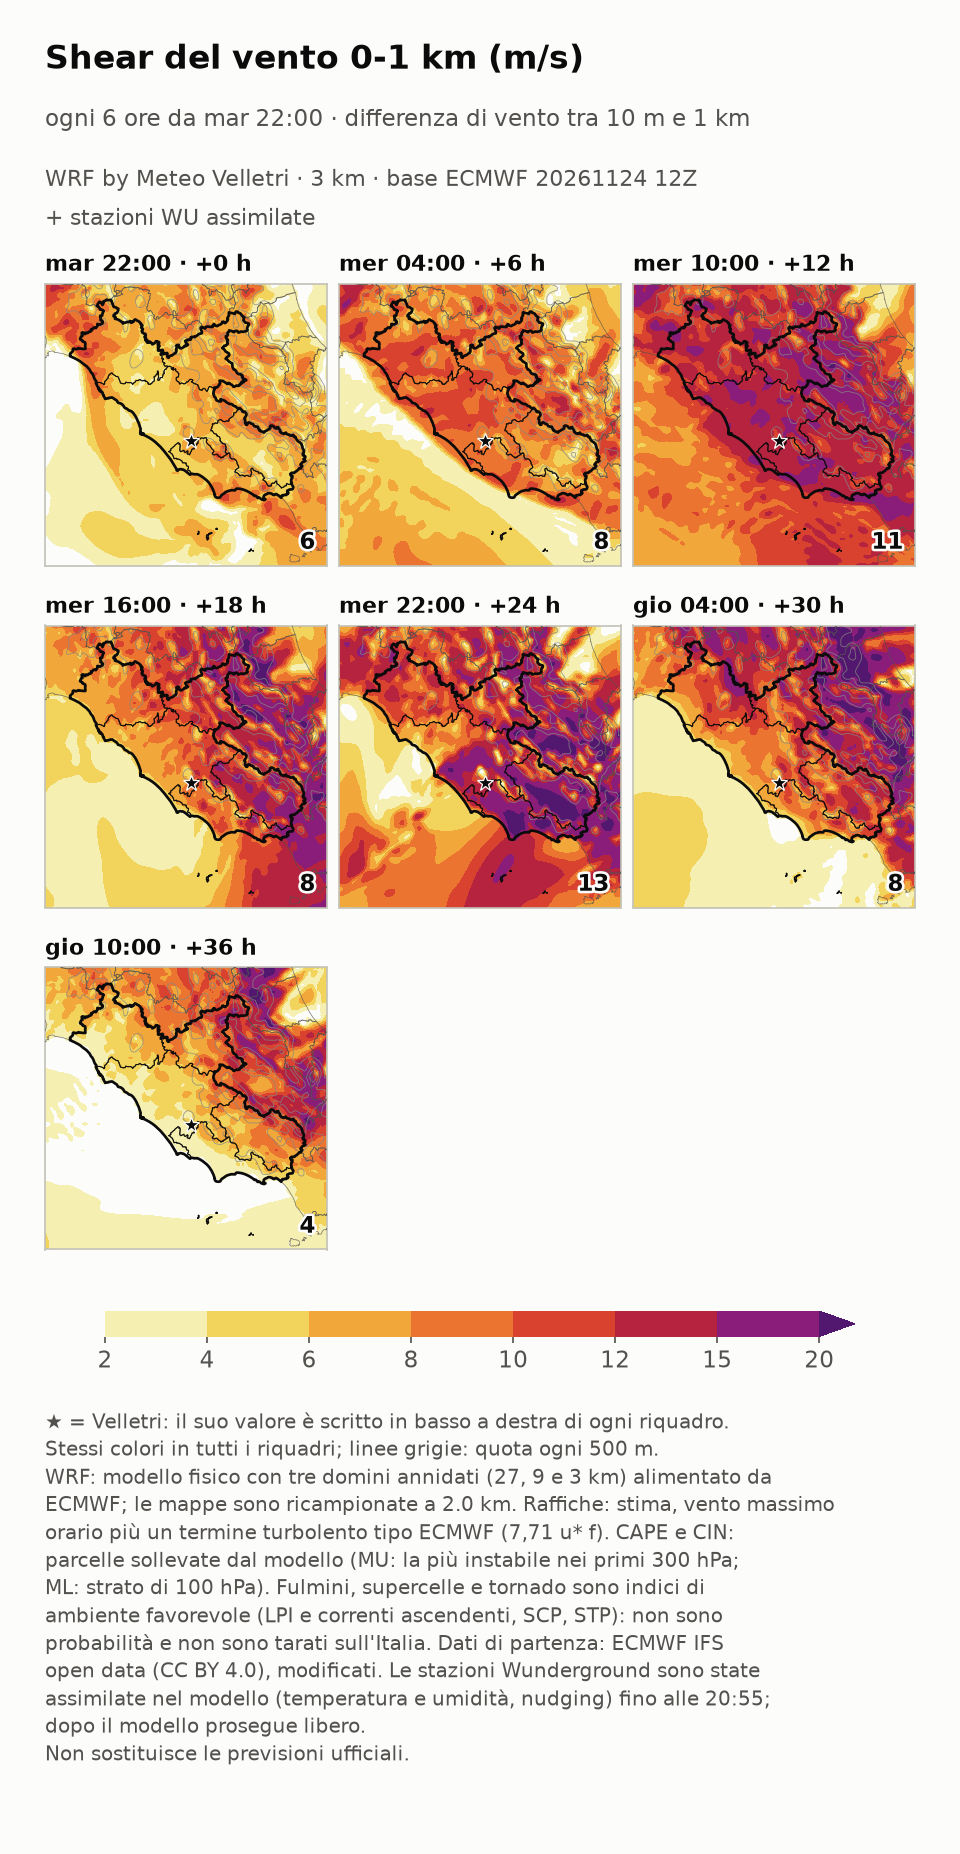 Shear del vento 0-1 km (m/s)
ogni 6 ore da mar 22:00 · differenza di vento tra 10 m e 1 km
WRF by Meteo Velletri · 3 km · base ECMWF 20261124 12Z
+ stazioni WU assimilate
mar 22:00 · +0 h
mer 04:00 · +6 h
mer 10:00 · +12 h
6
8
11
mer 16:00 · +18 h
mer 22:00 · +24 h
gio 04:00 · +30 h
8
13
8
gio 10:00 · +36 h
4
2 4 6 8 10 12 15 20
★ = Velletri: il suo valore è scritto in basso a destra di ogni riquadro.
Stessi colori in tutti i riquadri; linee grigie: quota ogni 500 m.
WRF: modello fisico con tre domini annidati (27, 9 e 3 km) alimentato da
ECMWF; le mappe sono ricampionate a 2.0 km. Raffiche: stima, vento massimo
orario più un termine turbolento tipo ECMWF (7,71 u* f). CAPE e CIN:
parcelle sollevate dal modello (MU: la più instabile nei primi 300 hPa;
ML: strato di 100 hPa). Fulmini, supercelle e tornado sono indici di
ambiente favorevole (LPI e correnti ascendenti, SCP, STP): non sono
probabilità e non sono tarati sull'Italia. Dati di partenza: ECMWF IFS
open data (CC BY 4.0), modificati. Le stazioni Wunderground sono state
assimilate nel modello (temperatura e umidità, nudging) fino alle 20:55;
dopo il modello prosegue libero.
Non sostituisce le previsioni ufficiali.